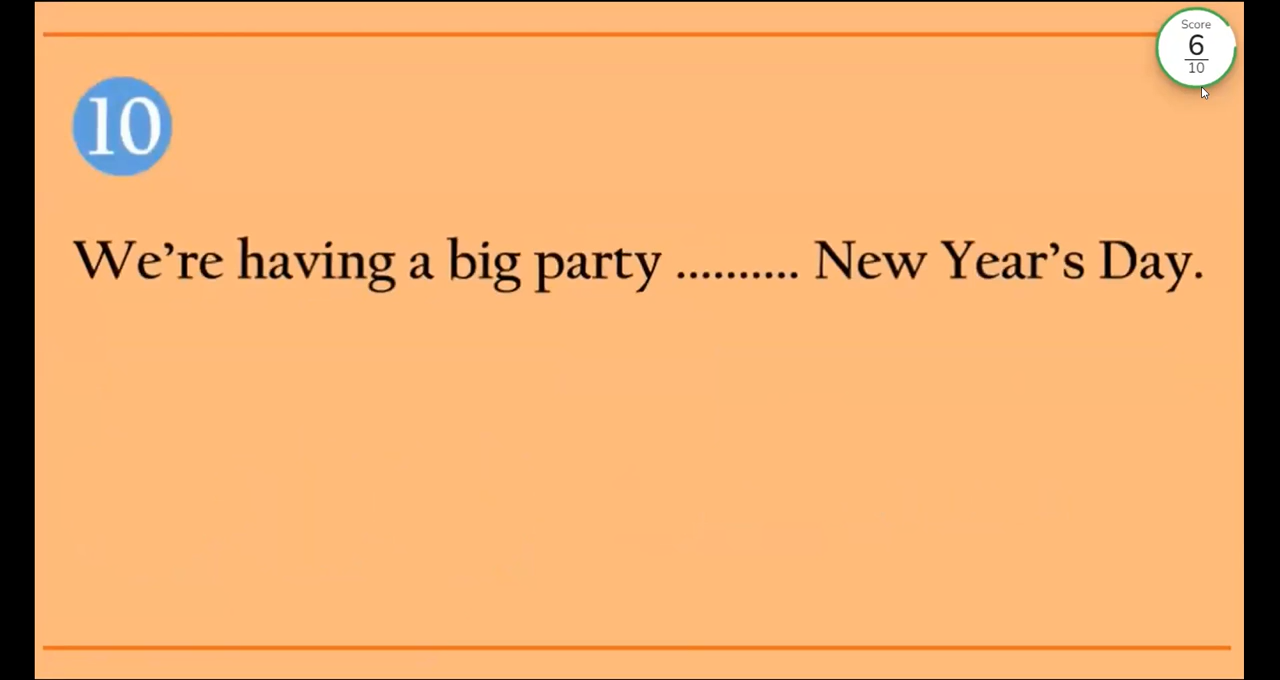 Score
6
10
10
We’re having a big party .......... New Year’s Day.